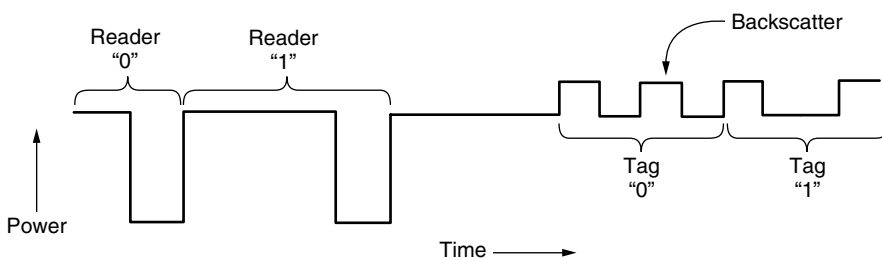 Backscatter
Reader
“0”
Reader
“1”
Tag
“0”
Tag
“1”
Power
Time